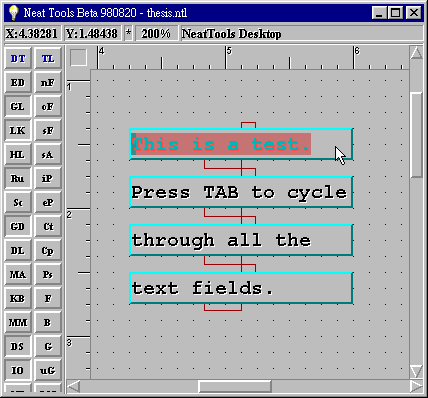 Neat Tools Beta 980820 - thesis.ntl
X:4.38281 Y:1.48438 * 200% NeatTools Desktop
DT TL
ED nF
GL oF
LK sF
HL sA
Ru iP
Sc eP
GD Ct
DL Cp
MA Ps
KB F
MM B
DS G
IO uG
4 5 6
1
2
3
This is a test.
Press TAB to cycle
through all the
text fields.